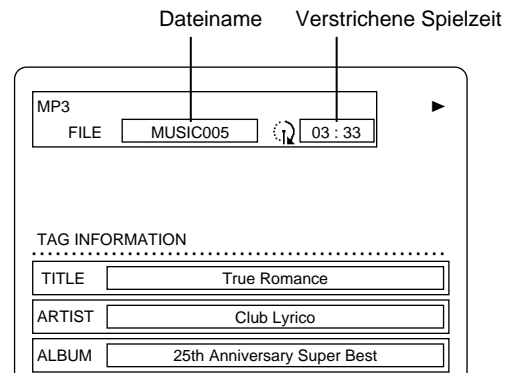 Dateiname Verstrichene Spielzeit
MP3
FILE MUSIC005 03 : 33
TAG INFORMATION
TITLE True Romance
ARTIST Club Lyrico
ALBUM 25th Anniversary Super Best